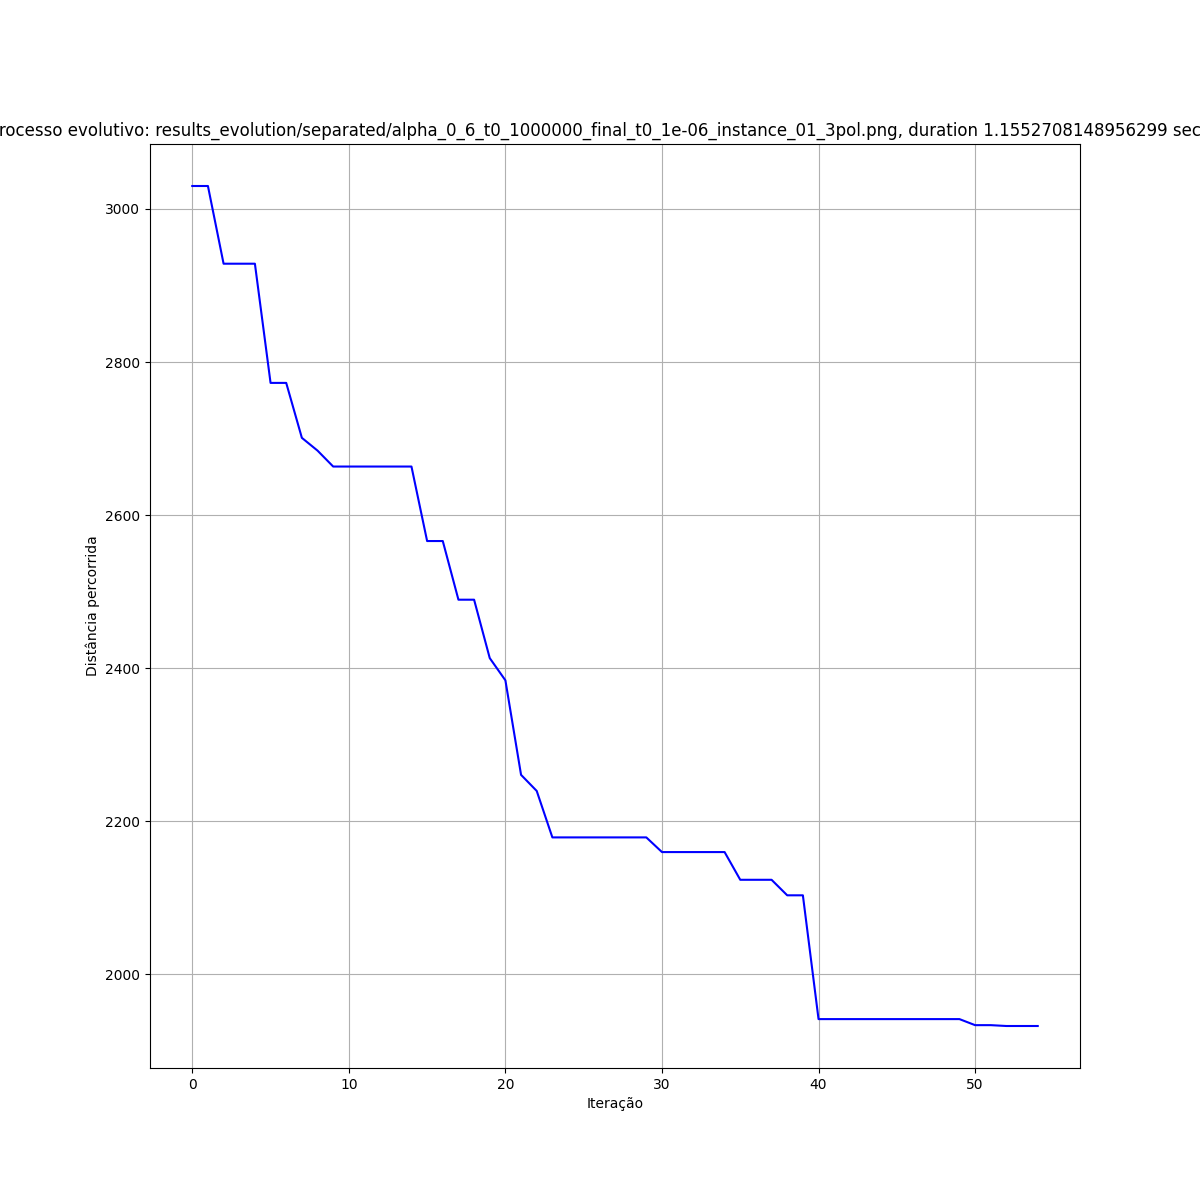 rocesso evolutivo: results_evolution/separated/alpha_0_6_t0_1000000_final_t0_1e-06_instance_01_3pol.png, duration 1.1552708148956299 sec
3000
2800
2600
2400
2200
2000
Distância percorrida
0 10 20 30 40 50
Iteração